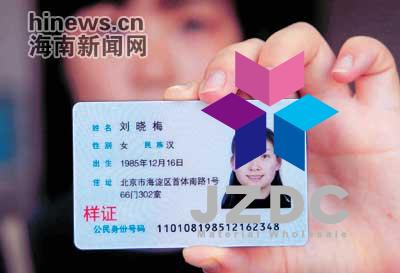 hinews.cn
海南新闻网
姓名 刘晓梅
性别 女 民族 汉
出生 1985年12月16日
住址 北京市海淀区首体南路1号
66门302室
样证
公民身份号码 110108198512162348
JZDC
Material Wholesale